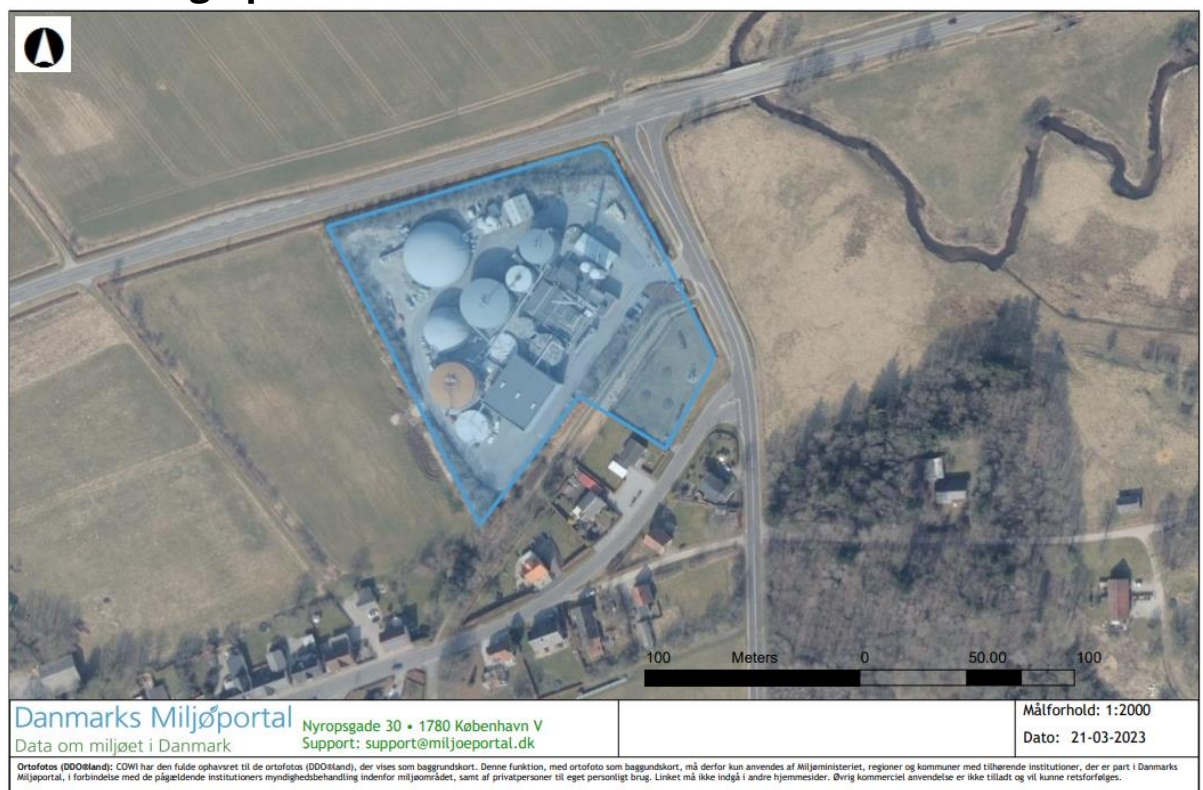 100 Meters 0 50.00 100
Danmarks Miljøportal
Data om miljøet i Danmark
Nyropsgade 30 • 1780 København V
Support: support@miljoeportal.dk
Målforhold: 1:2000
Dato: 21-03-2023
Ortofotos (DDO®land): COWI har den fulde ophavsret til de ortofotos (DDO®land), der vises som baggrundskort. Denne funktion, med ortofoto som baggundskort, må derfor kun anvendes af Miljøministeriet, regioner og kommuner med tilhørende institutioner, der er part i Danmarks
Miljøportal, i forbindelse med de pågældende institutioners myndighedsbehandling indenfor miljøområdet, samt af privatpersoner til eget personligt brug. Linket må ikke indgå i andre hjemmesider. Øvrig kommerciel anvendelse er ikke tilladt og vil kunne retsforfølges.